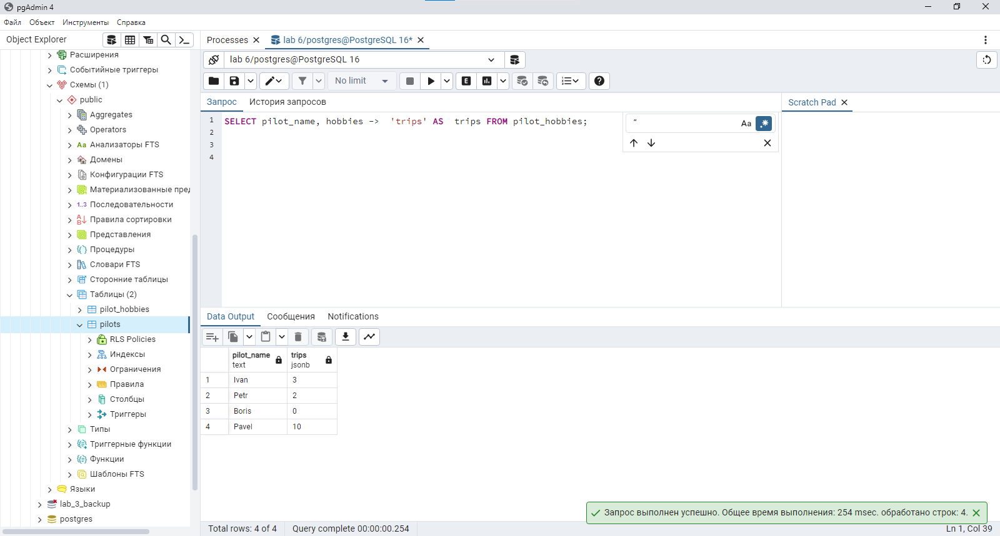 pgAdmin 4
Файл Объект Инструменты Справка
Object Explorer
Processes
lab 6/postgres@PostgreSQL 16*
lab 6/postgres@PostgreSQL 16
No limit
Запрос История запросов
Scratch Pad
1 SELECT pilot_name, hobbies -> 'trips' AS trips FROM pilot_hobbies;
2
3
4
“
Aa .*
Расширения
Событийные триггеры
Схемы (1)
public
Aggregates
Operators
Aa Анализаторы FTS
Домены
Конфигурации FTS
Материализованные пред
1..3 Последовательности
Правила сортировки
Представления
Процедуры
Словари FTS
Сторонние таблицы
Таблицы (2)
pilot_hobbies
pilots
RLS Policies
Индексы
Ограничения
Правила
Столбцы
Триггеры
Типы
Триггерные функции
Функции
Шаблоны FTS
Языки
lab_3_backup
postgres
Data Output Сообщения Notifications
pilot_name text trips jsonb
1 Ivan 3
2 Petr 2
3 Boris 0
4 Pavel 10
Запрос выполнен успешно. Общее время выполнения: 254 msec. обработано строк: 4.
Total rows: 4 of 4 Query complete 00:00:00.254 Ln 1, Col 39